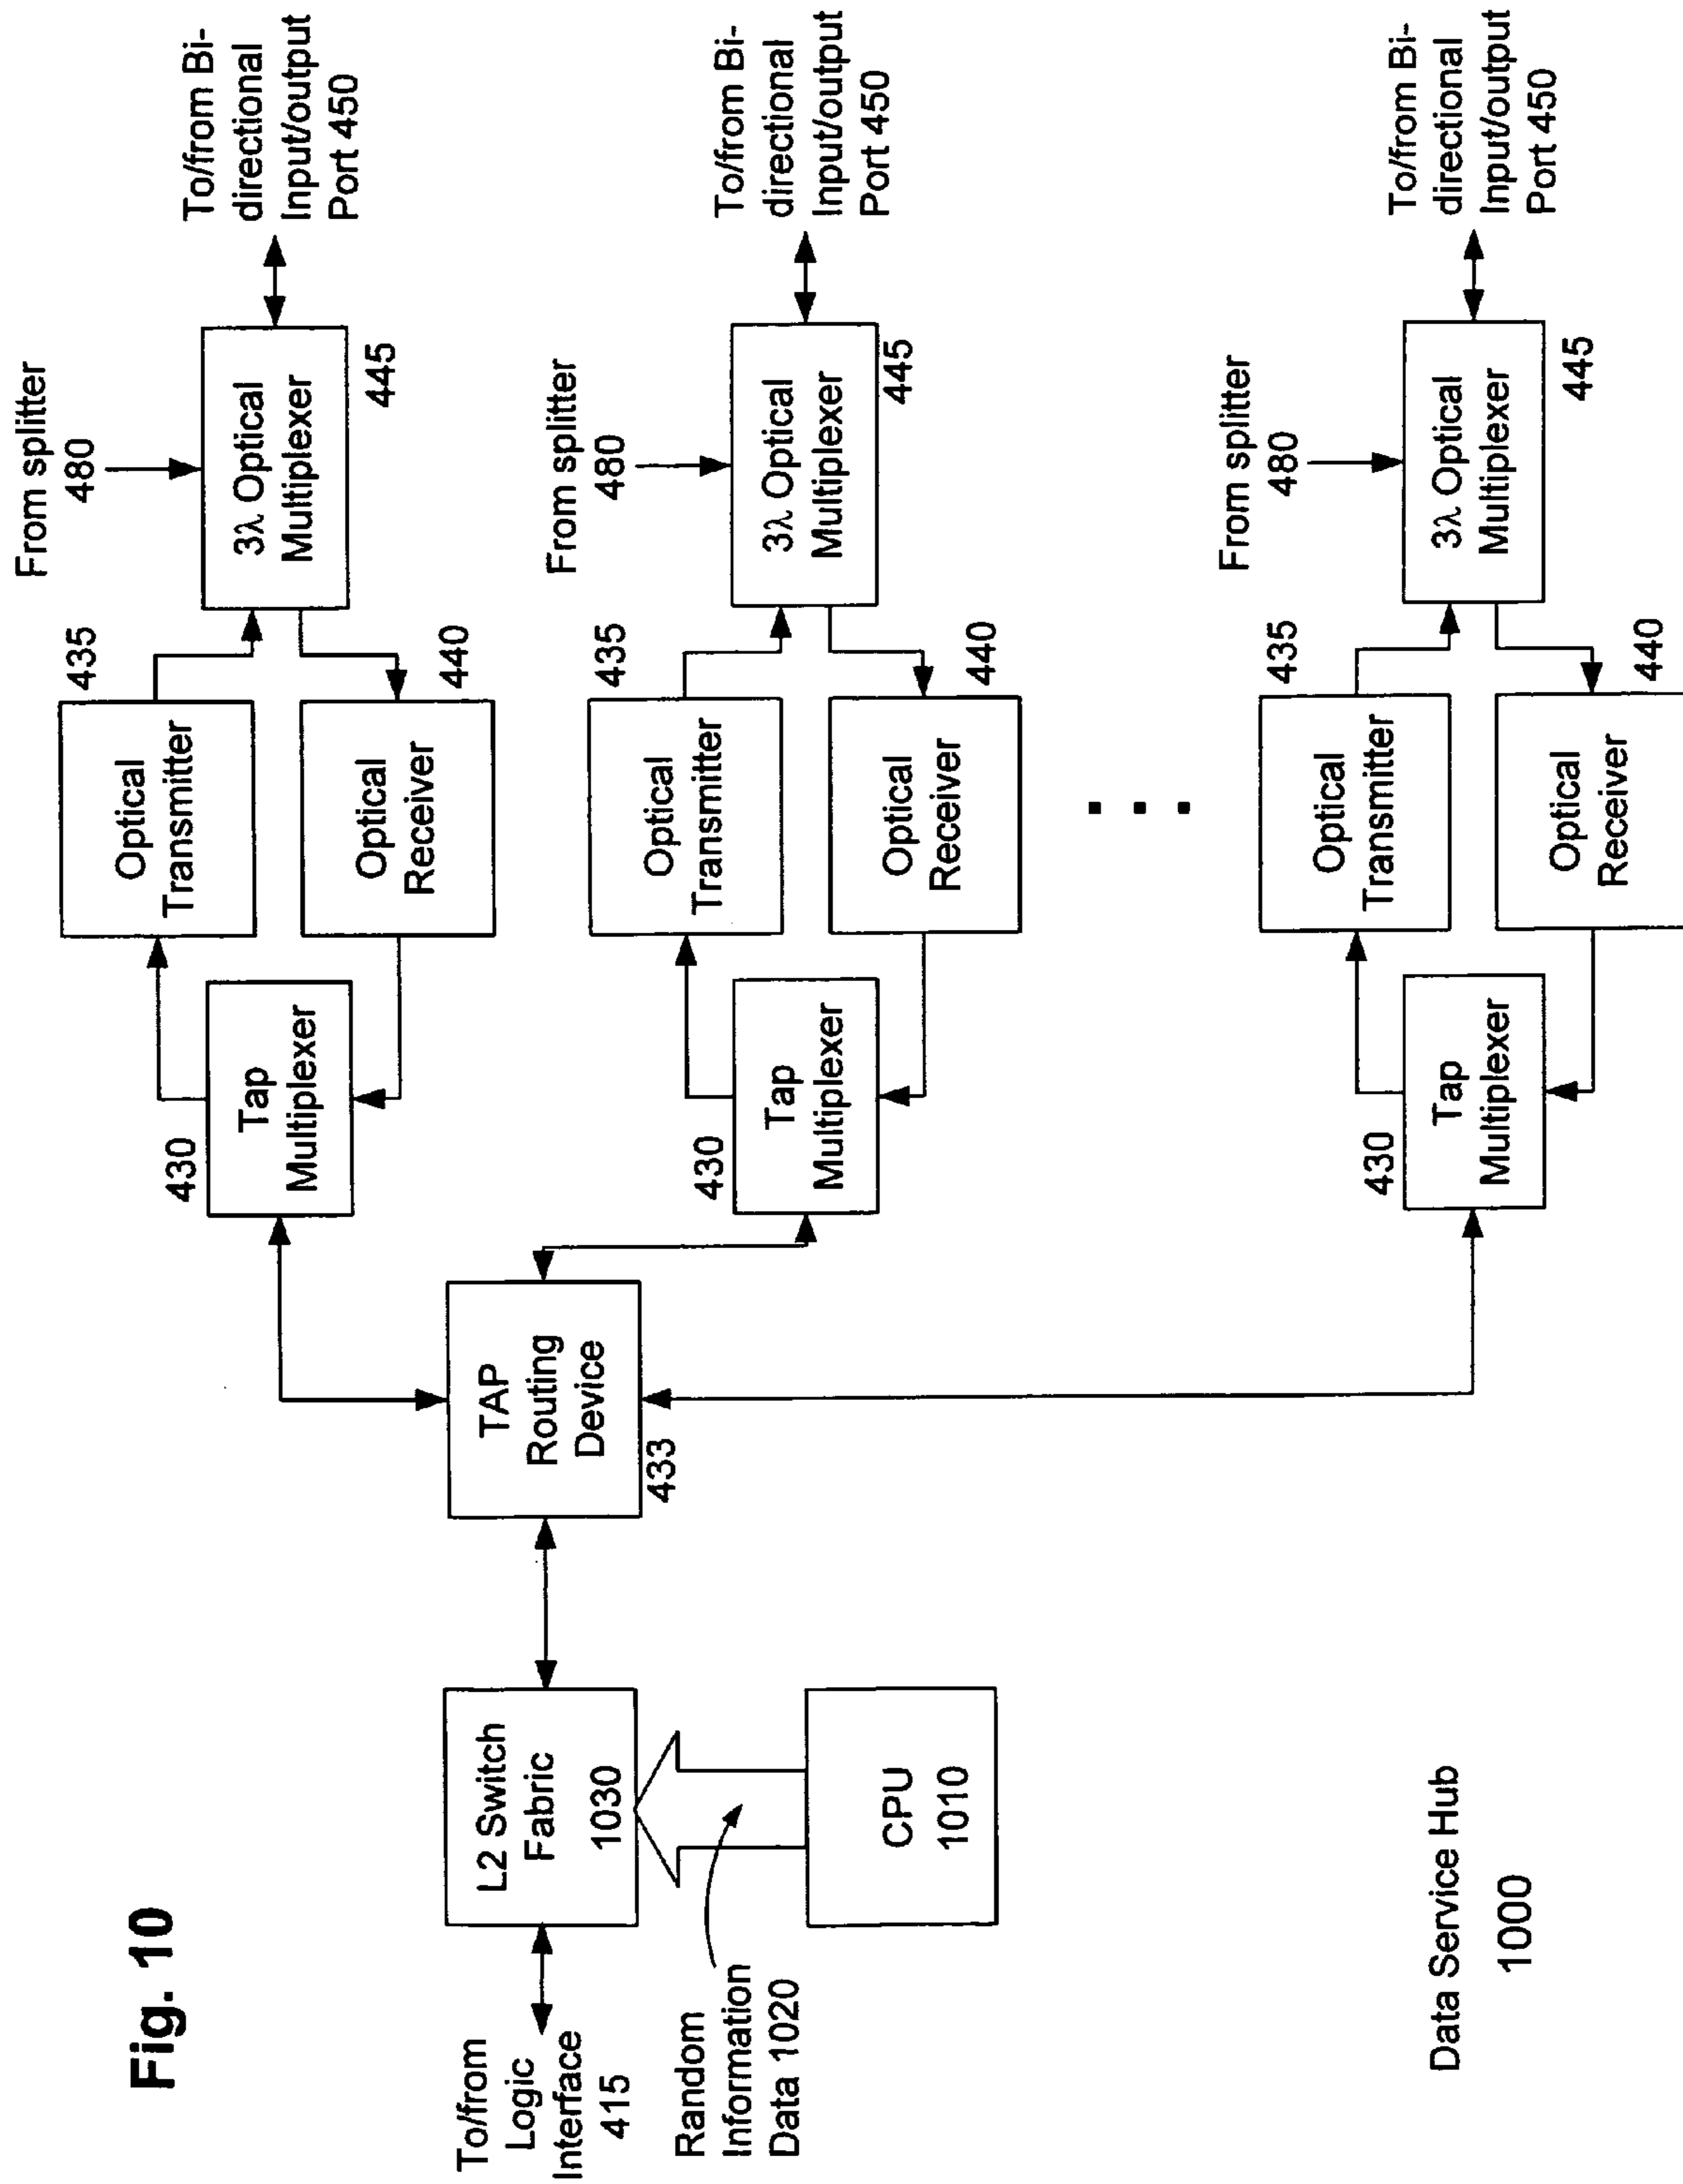 Fig. 10
To/from
Logic
Interface
415
L2 Switch
Fabric
1030
Random
Information
Data 1020
CPU
1010
TAP
Routing
Device
433
430
Tap
Multiplexer
Optical
Transmitter
435
Optical
Receiver
440
From splitter
480
3λ Optical
Multiplexer
445
To/from Bi-
directional
Input/output
Port 450
430
Tap
Multiplexer
Optical
Transmitter
435
Optical
Receiver
440
From splitter
480
3λ Optical
Multiplexer
445
To/from Bi-
directional
Input/output
Port 450
430
Tap
Multiplexer
Optical
Transmitter
435
Optical
Receiver
440
From splitter
480
3λ Optical
Multiplexer
445
To/from Bi-
directional
Input/output
Port 450
Data Service Hub
1000